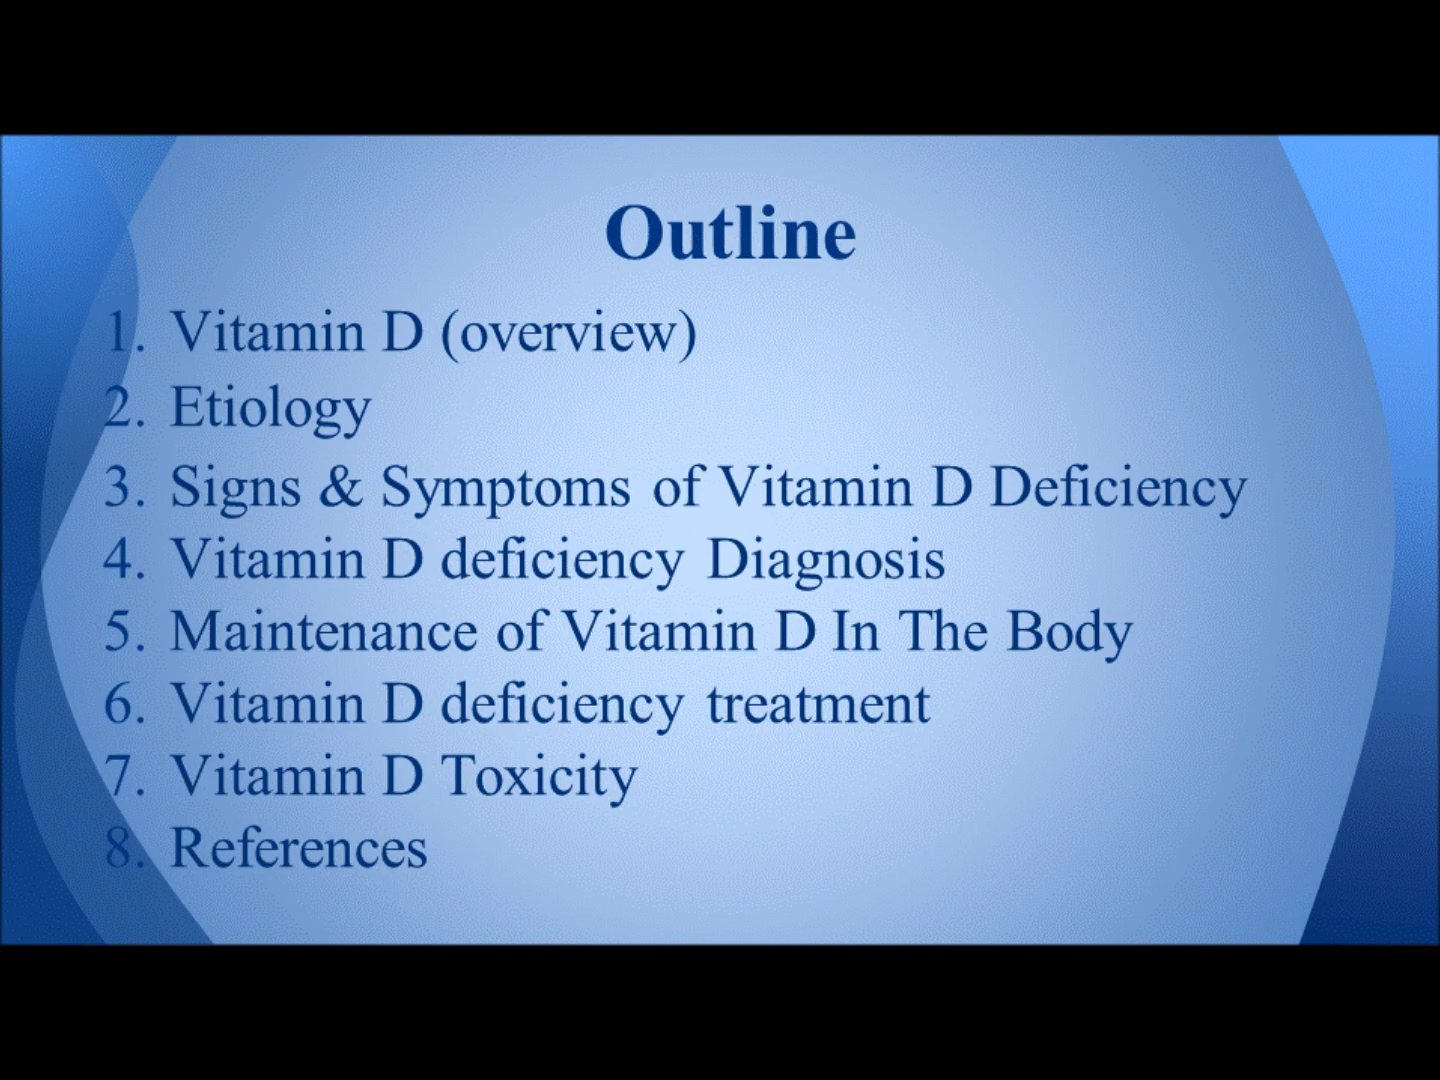 Outline
1. Vitamin D (overview)
2. Etiology
3. Signs & Symptoms of Vitamin D Deficiency
4. Vitamin D deficiency Diagnosis
5. Maintenance of Vitamin D In The Body
6. Vitamin D deficiency treatment
7. Vitamin D Toxicity
8. References